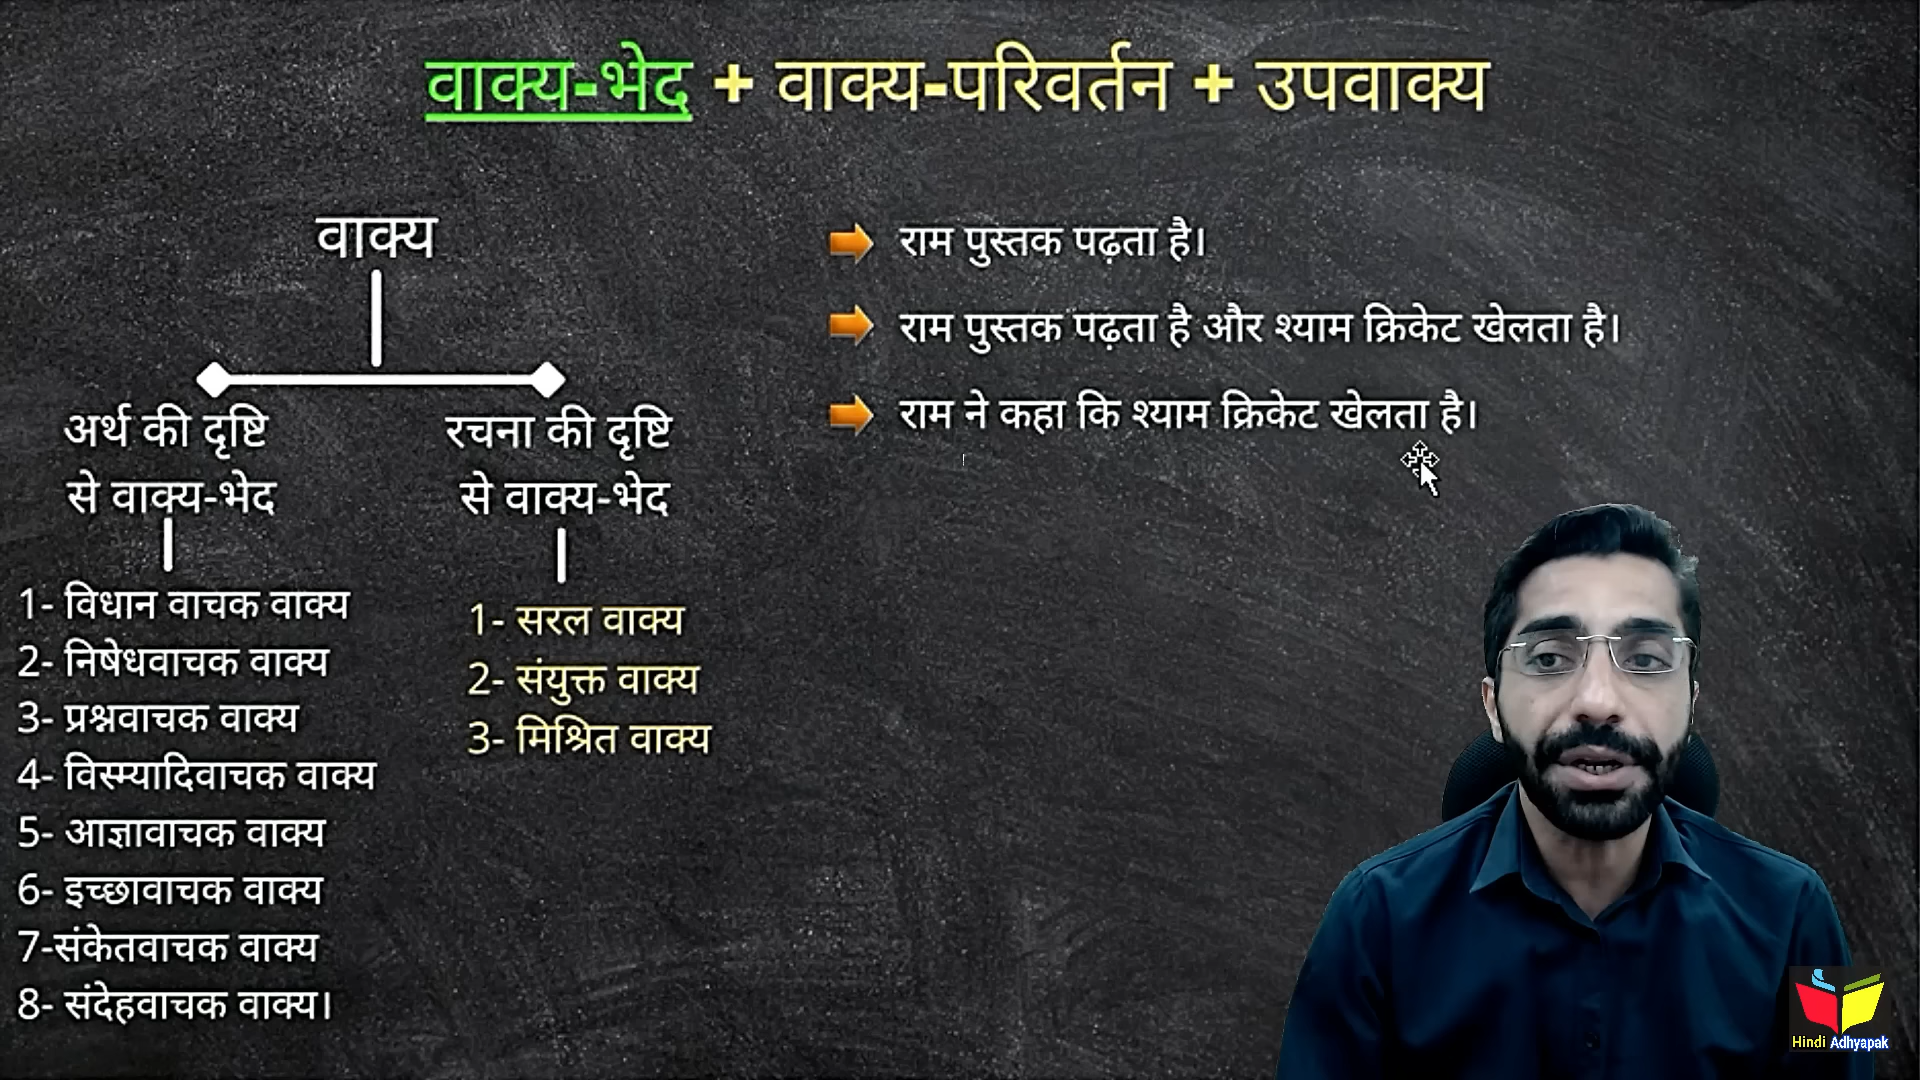 वाक्य-भेद + वाक्य-परिवर्तन + उपवाक्य
वाक्य
अर्थ की दृष्टि
से वाक्य-भेद
1- विधान वाचक वाक्य
2- निषेधवाचक वाक्य
3- प्रश्नवाचक वाक्य
4- विस्म्यादिवाचक वाक्य
5- आज्ञावाचक वाक्य
6- इच्छावाचक वाक्य
7-संकेतवाचक वाक्य
8- संदेहवाचक वाक्य।
रचना की दृष्टि
से वाक्य-भेद
1- सरल वाक्य
2- संयुक्त वाक्य
3- मिश्रित वाक्य
राम पुस्तक पढ़ता है।
राम पुस्तक पढ़ता है और श्याम क्रिकेट खेलता है।
राम ने कहा कि श्याम क्रिकेट खेलता है।
Hindi Adhyapak